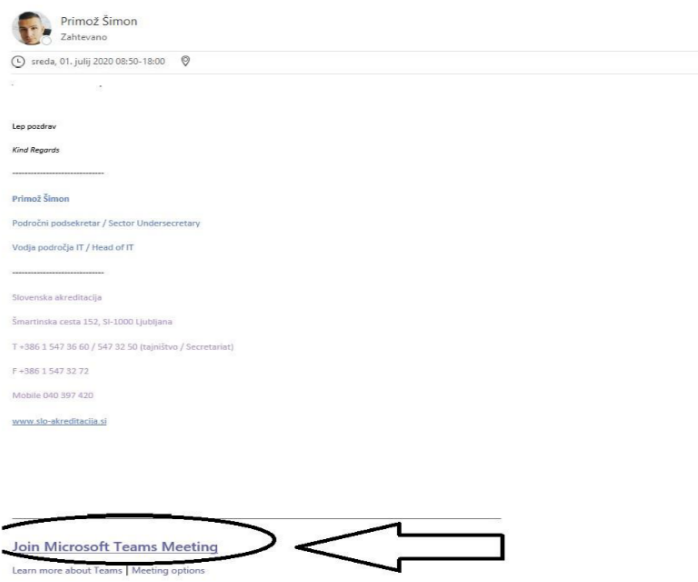 Primož Šimon
Zahtevano
sreda, 01. julij 2020 08:50-18:00
Lep pozdrav
Kind Regards
------------------------------
Primož Šimon
Področni podsekretar / Sector Undersecretary
Vodja področja IT / Head of IT
------------------------------
Slovenska akreditacija
Šmartinska cesta 152, SI-1000 Ljubljana
T +386 1 547 36 60 / 547 32 50 (tajništvo / Secretariat)
F +386 1 547 32 72
Mobile 040 397 420
www.slo-akreditacija.si
Join Microsoft Teams Meeting
Learn more about Teams | Meeting options